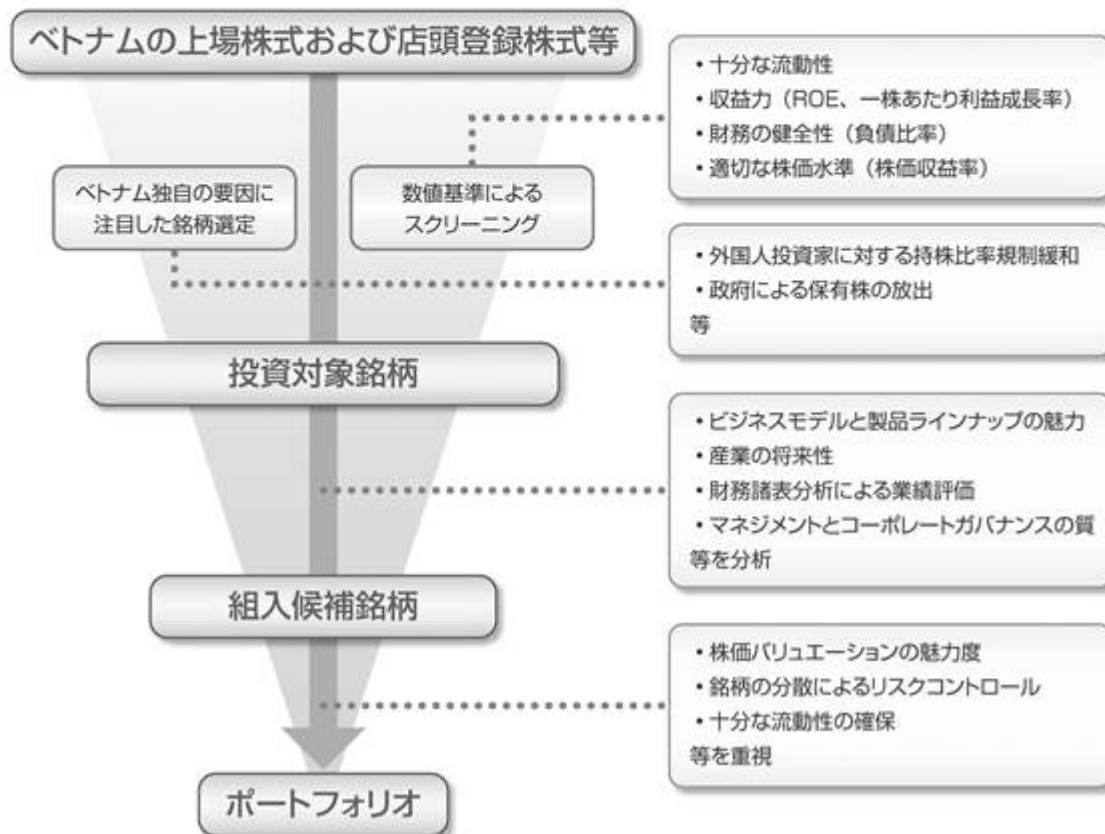 ベトナムの上場株式および店頭登録株式等
・十分な流動性
・収益力（ROE、一株あたり利益成長率）
・財務の健全性（負債比率）
・適切な株価水準（株価収益率）
ベトナム独自の要因に
注目した銘柄選定
数値基準による
スクリーニング
・外国人投資家に対する持株比率規制緩和
・政府による保有株の放出
等
投資対象銘柄
・ビジネスモデルと製品ラインナップの魅力
・産業の将来性
・財務諸表分析による業績評価
・マネジメントとコーポレートガバナンスの質
等を分析
組入候補銘柄
・株価バリュエーションの魅力度
・銘柄の分散によるリスクコントロール
・十分な流動性の確保
等を重視
ポートフォリオ